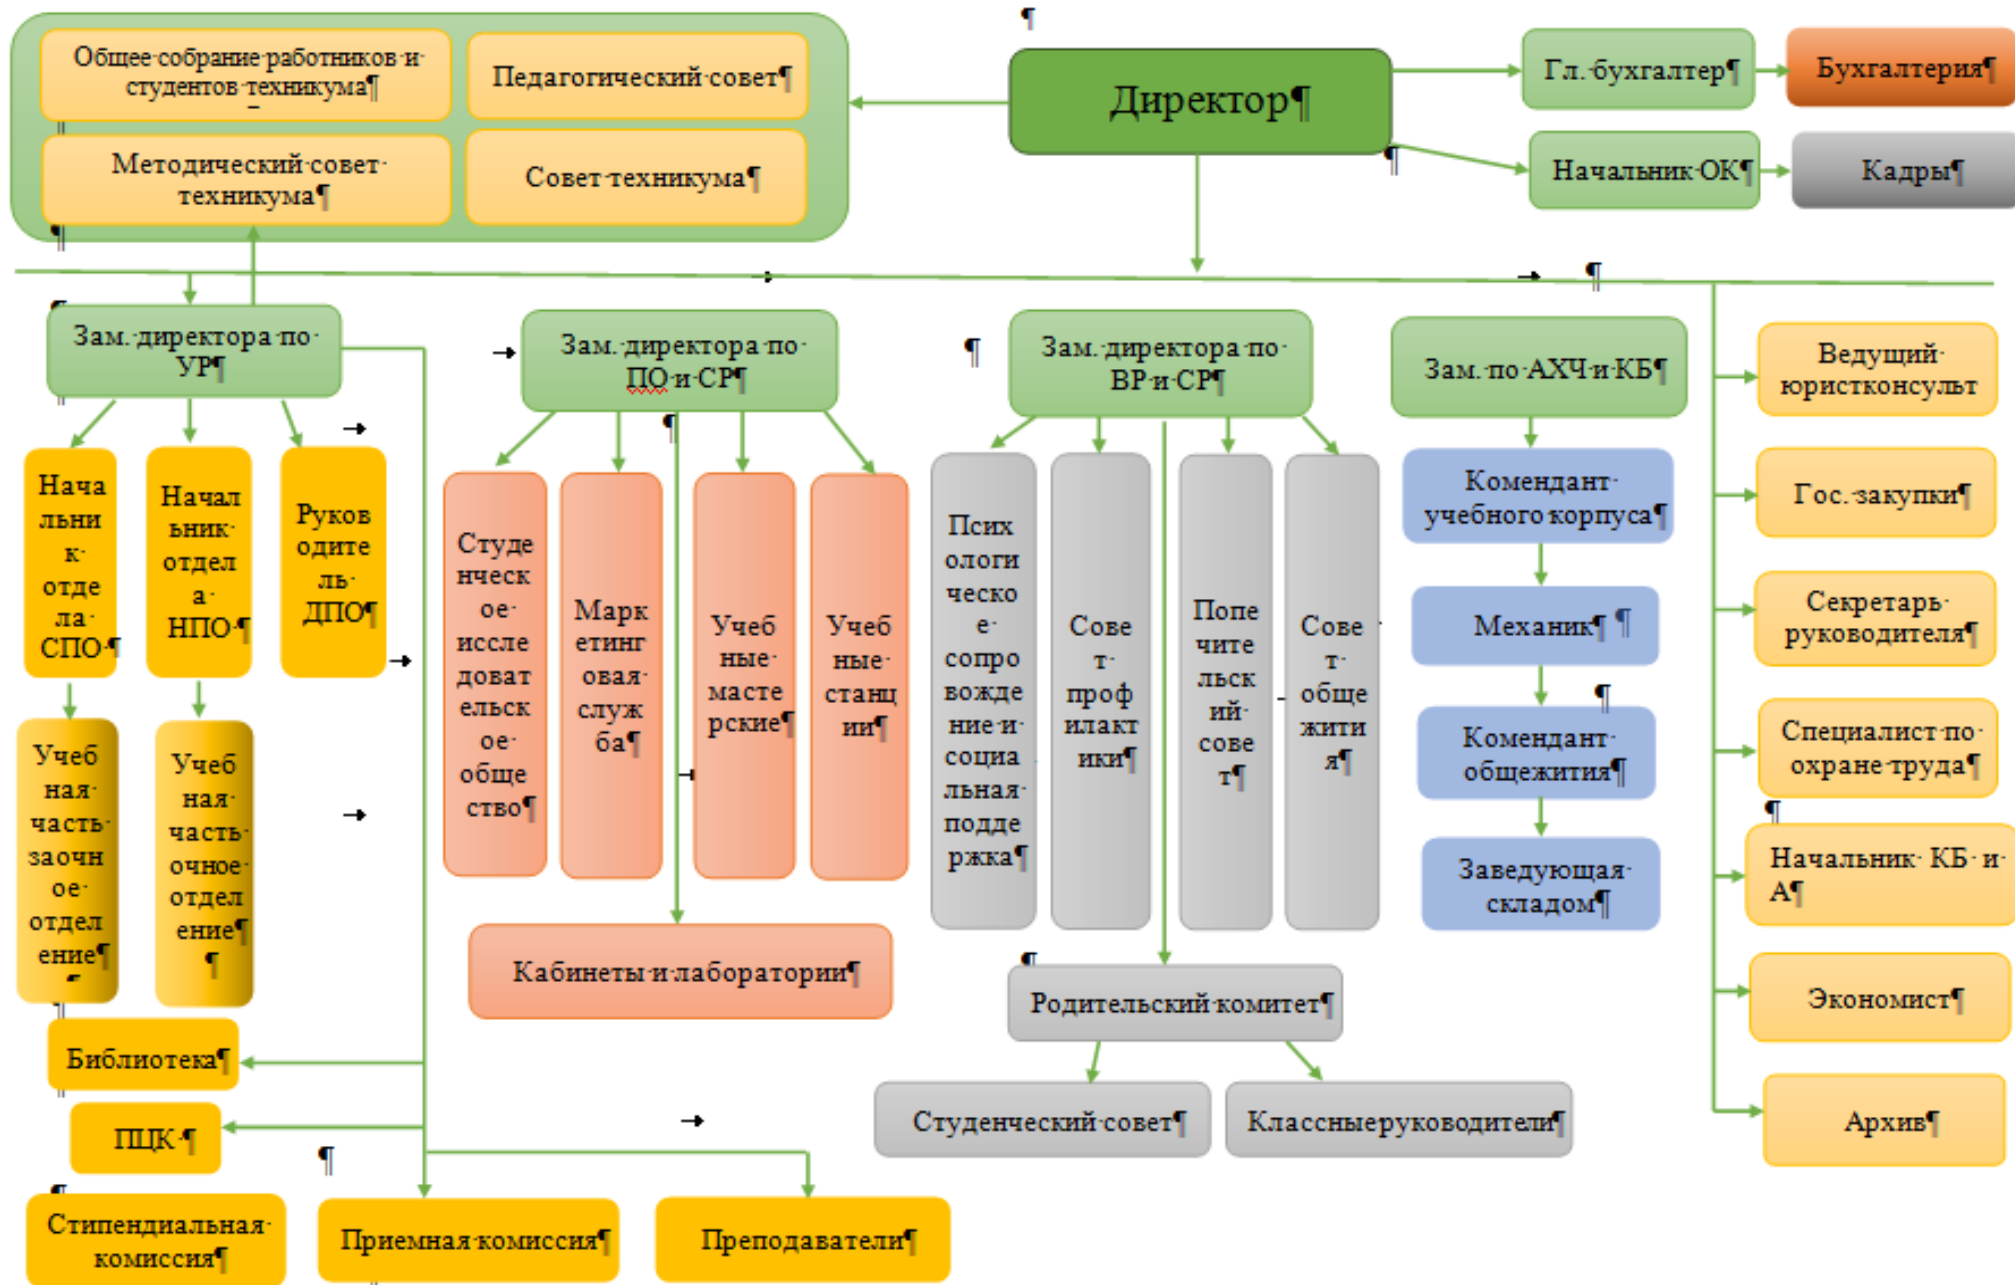 Общее собрание работников и
студентов техникума
Педагогический совет
Методический совет
техникума
Совет техникума
Директор
Гл. бухгалтер
Бухгалтерия
Начальник ОК
Кадры
Зам. директора по
УР
Зам. директора по
ПО и СР
Зам. директора по
ВР и СР
Зам. по АХЧ и КБ
Ведущий
юристконсульт
Гос. закупки
Секретарь
руководителя
Специалист по
охране труда
Начальник КБ и
А
Экономист
Архив
Нача
льни
к
отде
ла
СПО
Начал
ьник
отдел
а
НПО
Руков
одите
ль
ДПО
Учеб
ная
часть
заочн
ое
отдел
ение
Учеб
ная
часть
очное
отдел
ение
Студе
нческ
ое
иссле
доват
ельск
ое
обще
ство
Марк
етинг
овая
служ
ба
Учеб
ные
масте
рские
Учеб
ные
станц
ии
Кабинеты и лаборатории
Псих
ологи
ческо
е
сопро
вожде
ние и
социа
льная
подде
ржка
Сове
т
проф
илакт
ики
Попе
чите
льск
ий
сове
т
Сове
т
обще
жити
я
Родительский комитет
Студенческий совет
Классные руководители
Комендант
учебного корпуса
Механик
Комендант
общежития
Заведующая
складом
Библиотека
ПЦК
Стипендиальная
комиссия
Приемная комиссия
Преподаватели